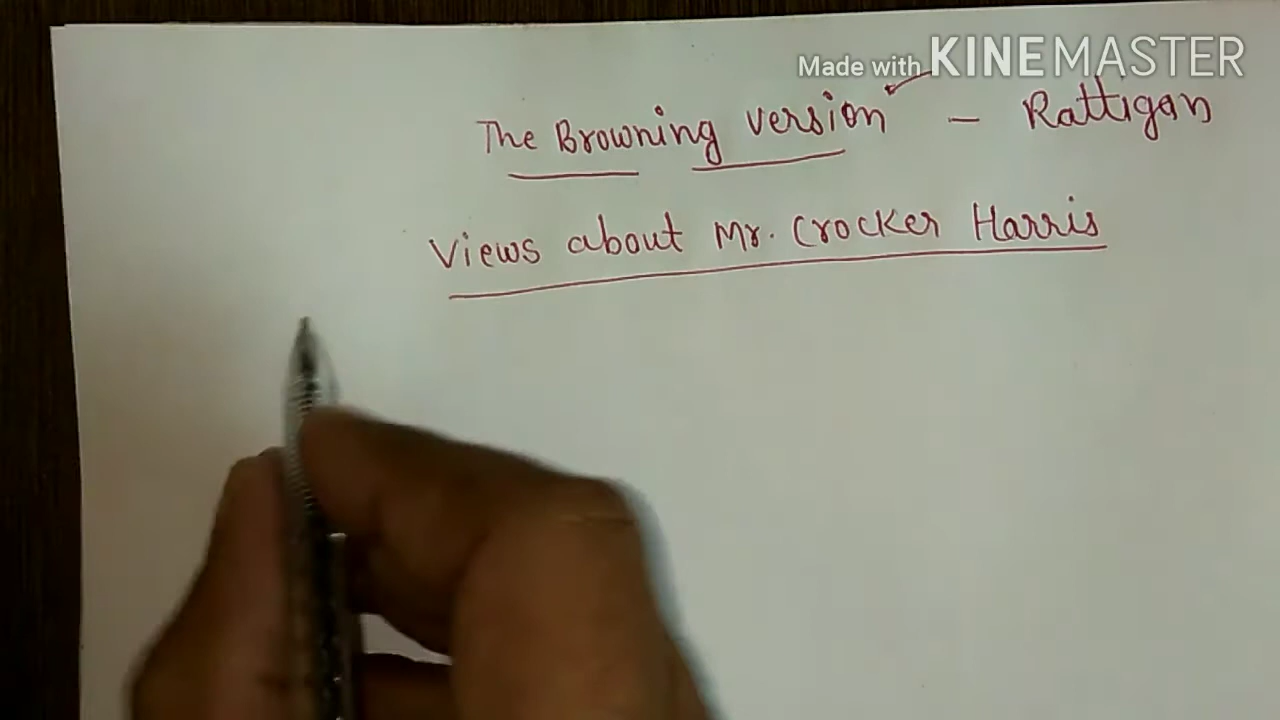 Made with KINEMASTER
The Browning version - Rattigan
Views about Mr. Crocker Harris